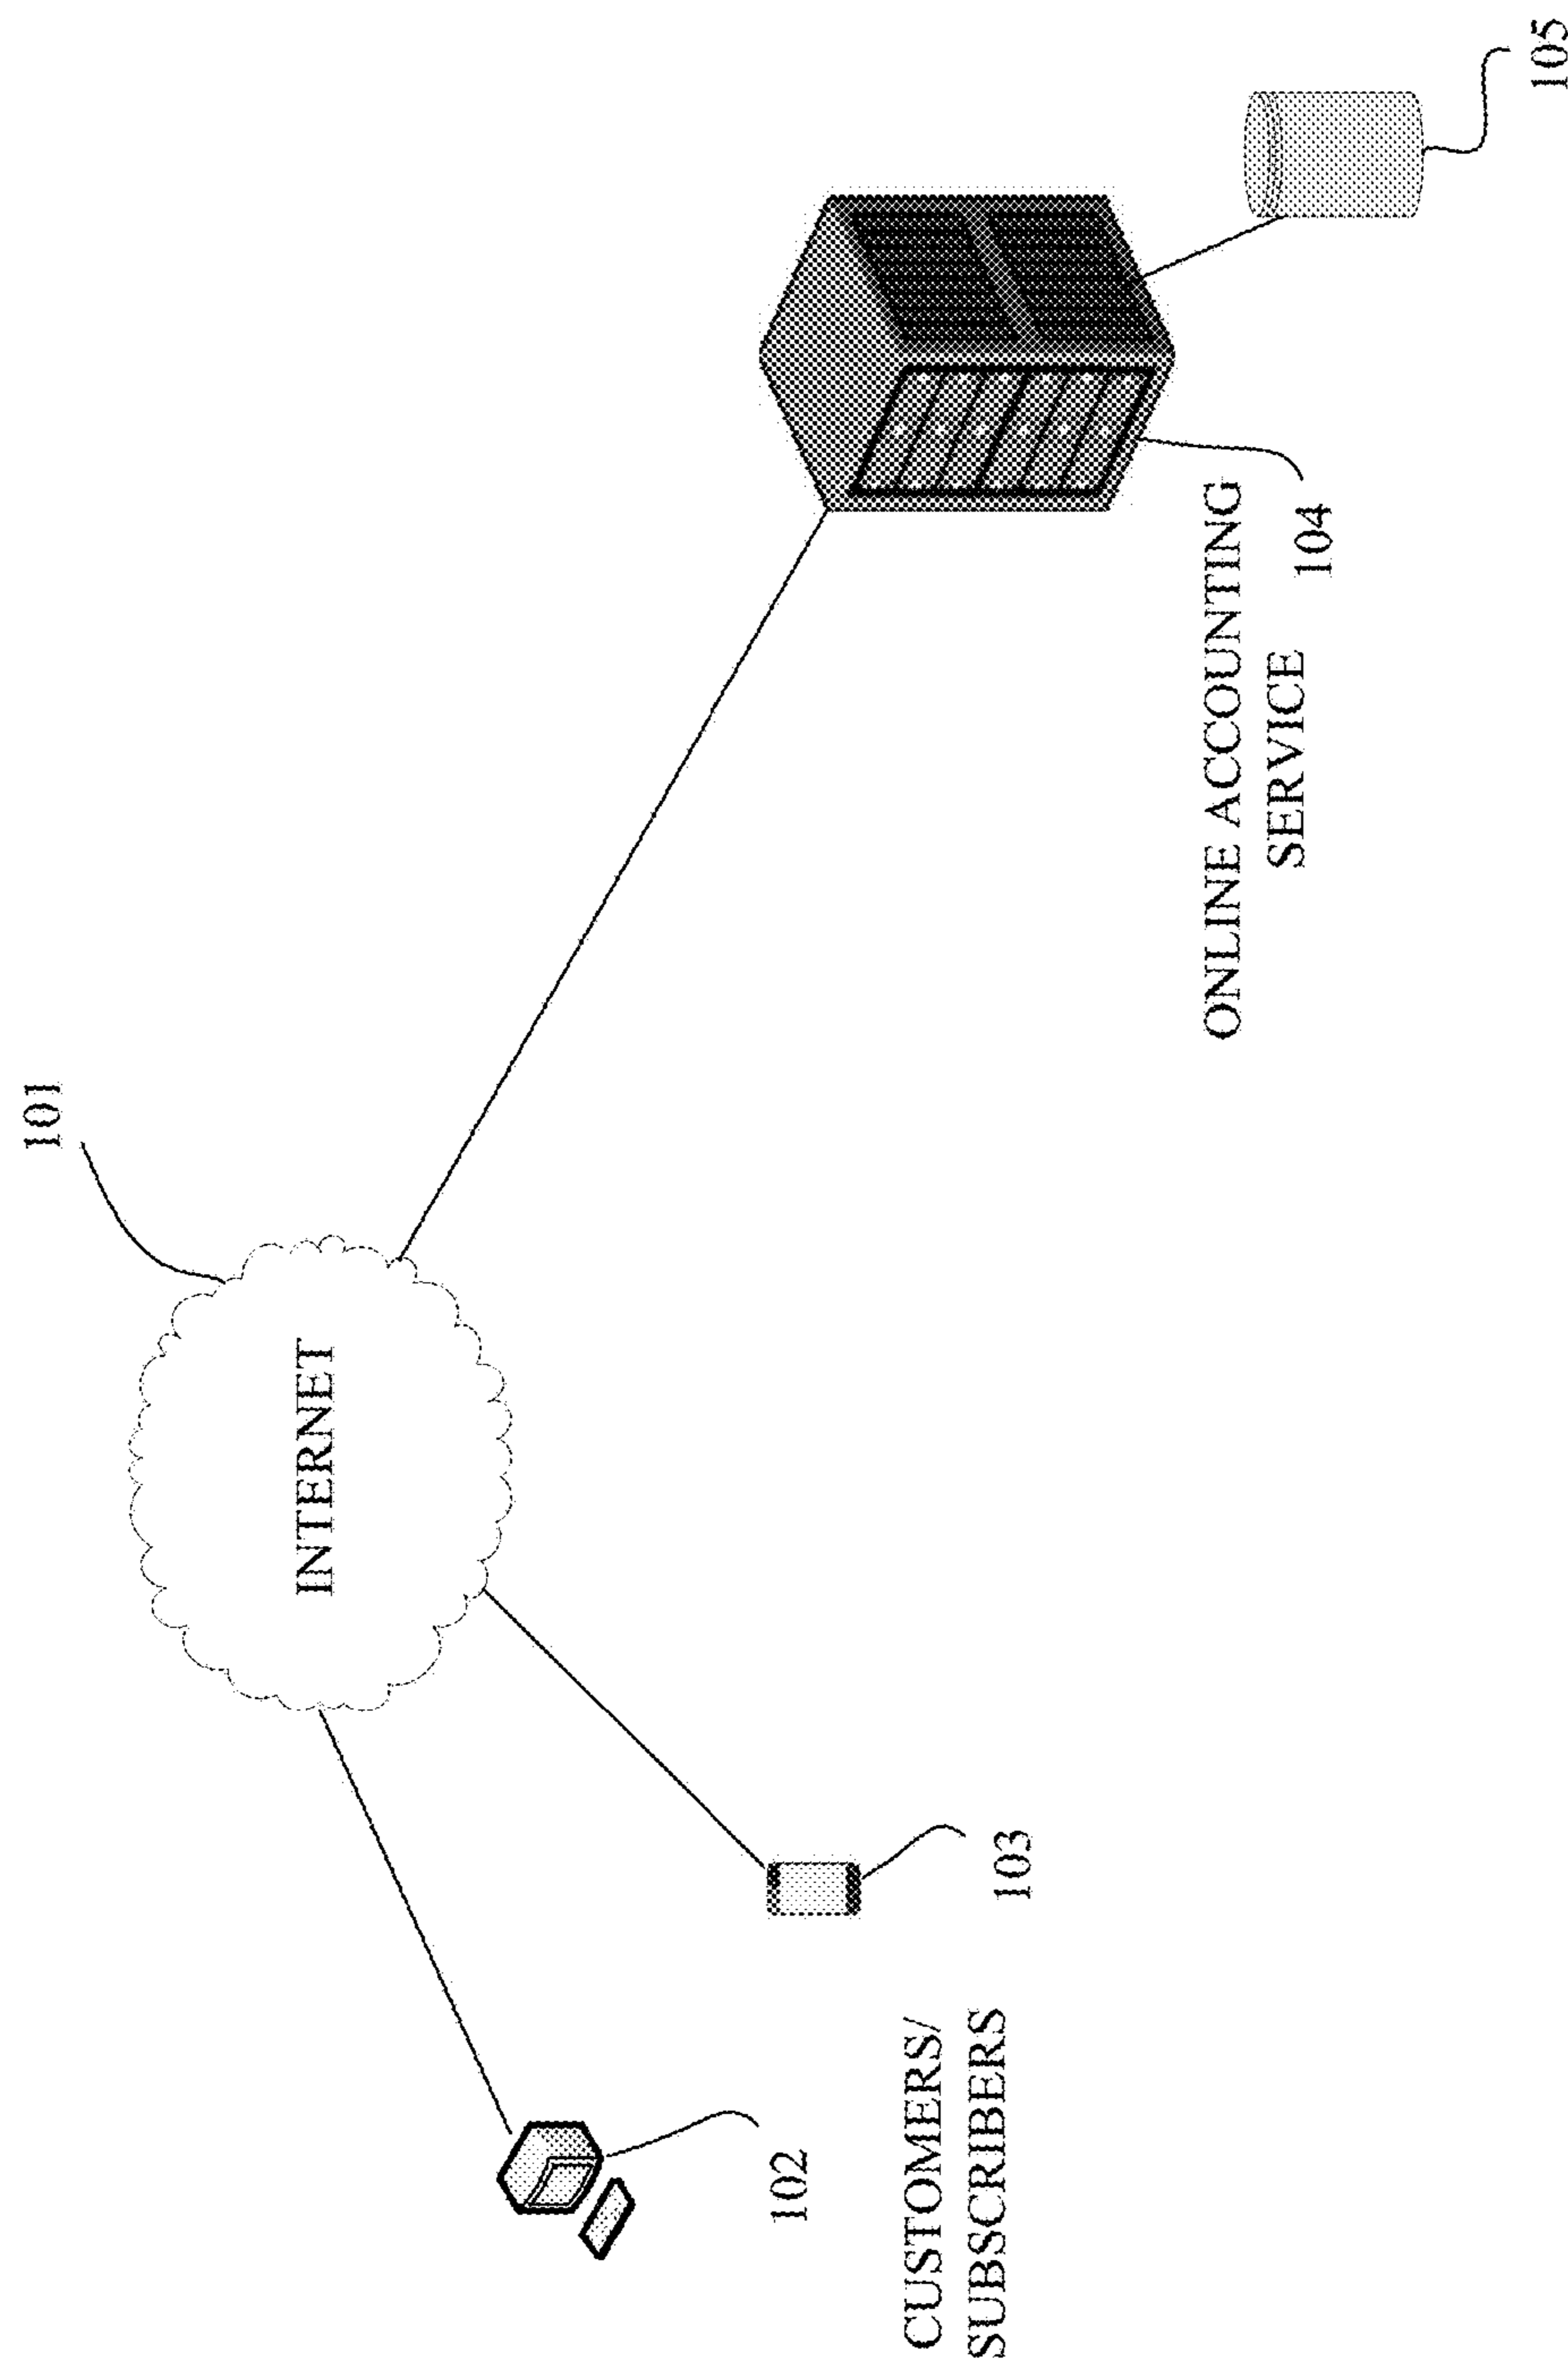 101
INTERNET
105
104
ONLINE ACCOUNTING
SERVICE
103
102
CUSTOMERS/
SUBSCRIBERS